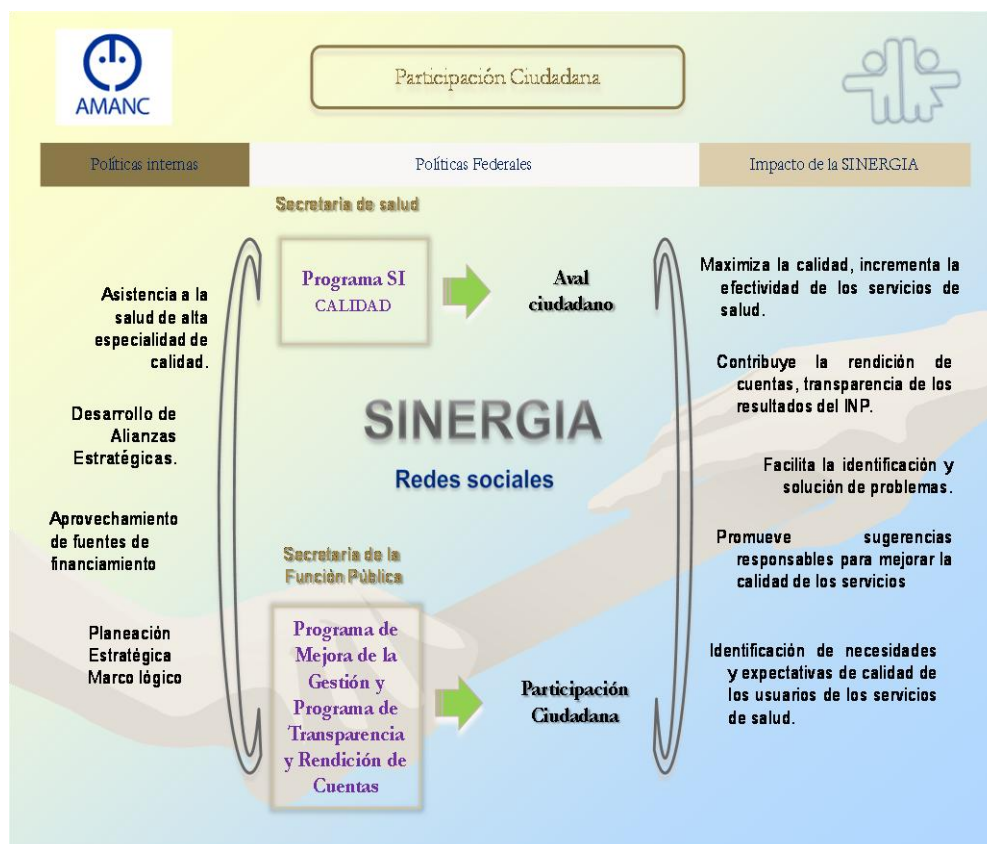 AMANC
Participación Ciudadana
Políticas internas
Políticas Federales
Impacto de la SINERGIA
Asistencia a la
salud de alta
especialidad de
calidad.
Desarrollo de
Alianzas
Estratégicas.
Aprovechamiento
de fuentes de
financiamiento
Planeación
Estratégica
Marco lógico
Secretaria de salud
Programa SI
CALIDAD
Aval
ciudadano
SINERGIA
Redes sociales
Secretaría de la
Función Pública
Programa de
Mejora de la
Gestión y
Programa de
Transparencia
y Rendición de
Cuentas
Participación
Ciudadana
Maximiza la calidad, incrementa la
efectividad de los servicios de
salud.
Contribuye la rendición de
cuentas, transparencia de los
resultados del INP.
Facilita la identificación y
solución de problemas.
Promueve sugerencias
responsables para mejorar la
calidad de los servicios
Identificación de necesidades
y expectativas de calidad de
los usuarios de los servicios
de salud.